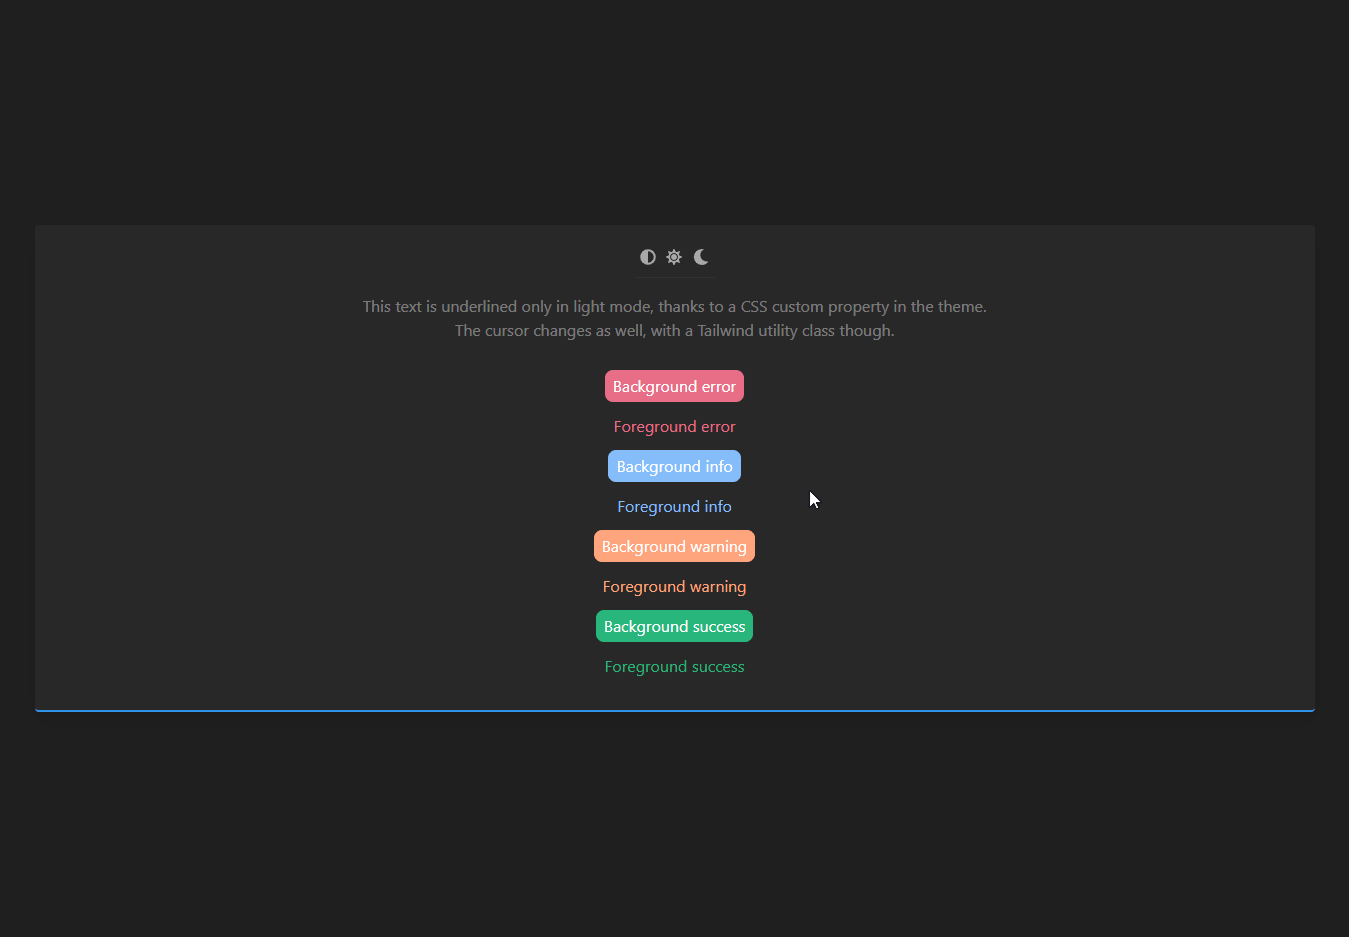 This text is underlined only in light mode, thanks to a CSS custom property in the theme.
The cursor changes as well, with a Tailwind utility class though.
Background error
Foreground error
Background info
Foreground info
Background warning
Foreground warning
Background success
Foreground success